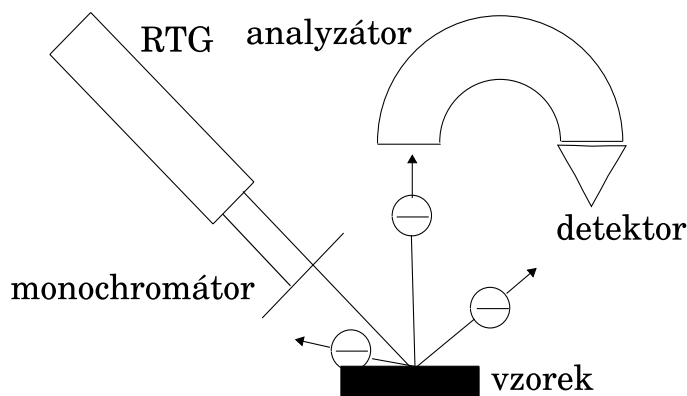 RTG
analyzátor
detektor
monochromátor
vzorek